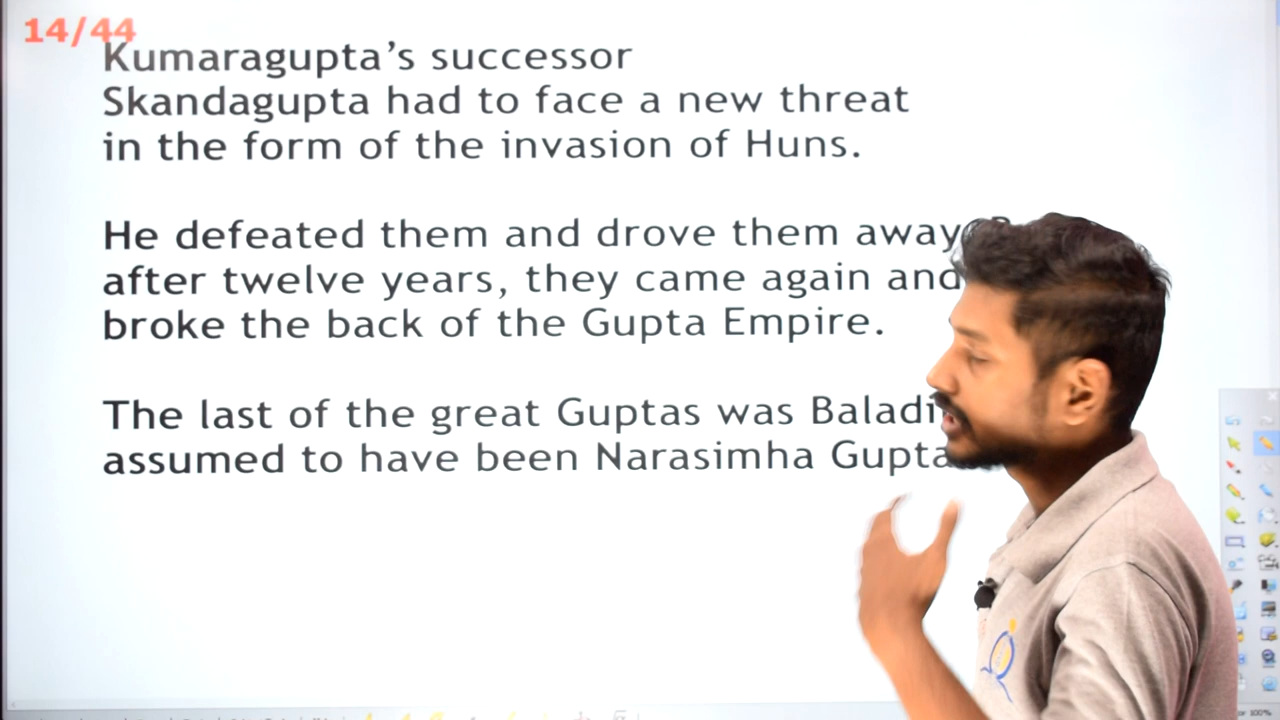 14/44
Kumaragupta’s successor
Skandagupta had to face a new threat
in the form of the invasion of Huns.
He defeated them and drove them away
after twelve years, they came again and
broke the back of the Gupta Empire.
The last of the great Guptas was
assumed to have been Narasimha Gupta
100%